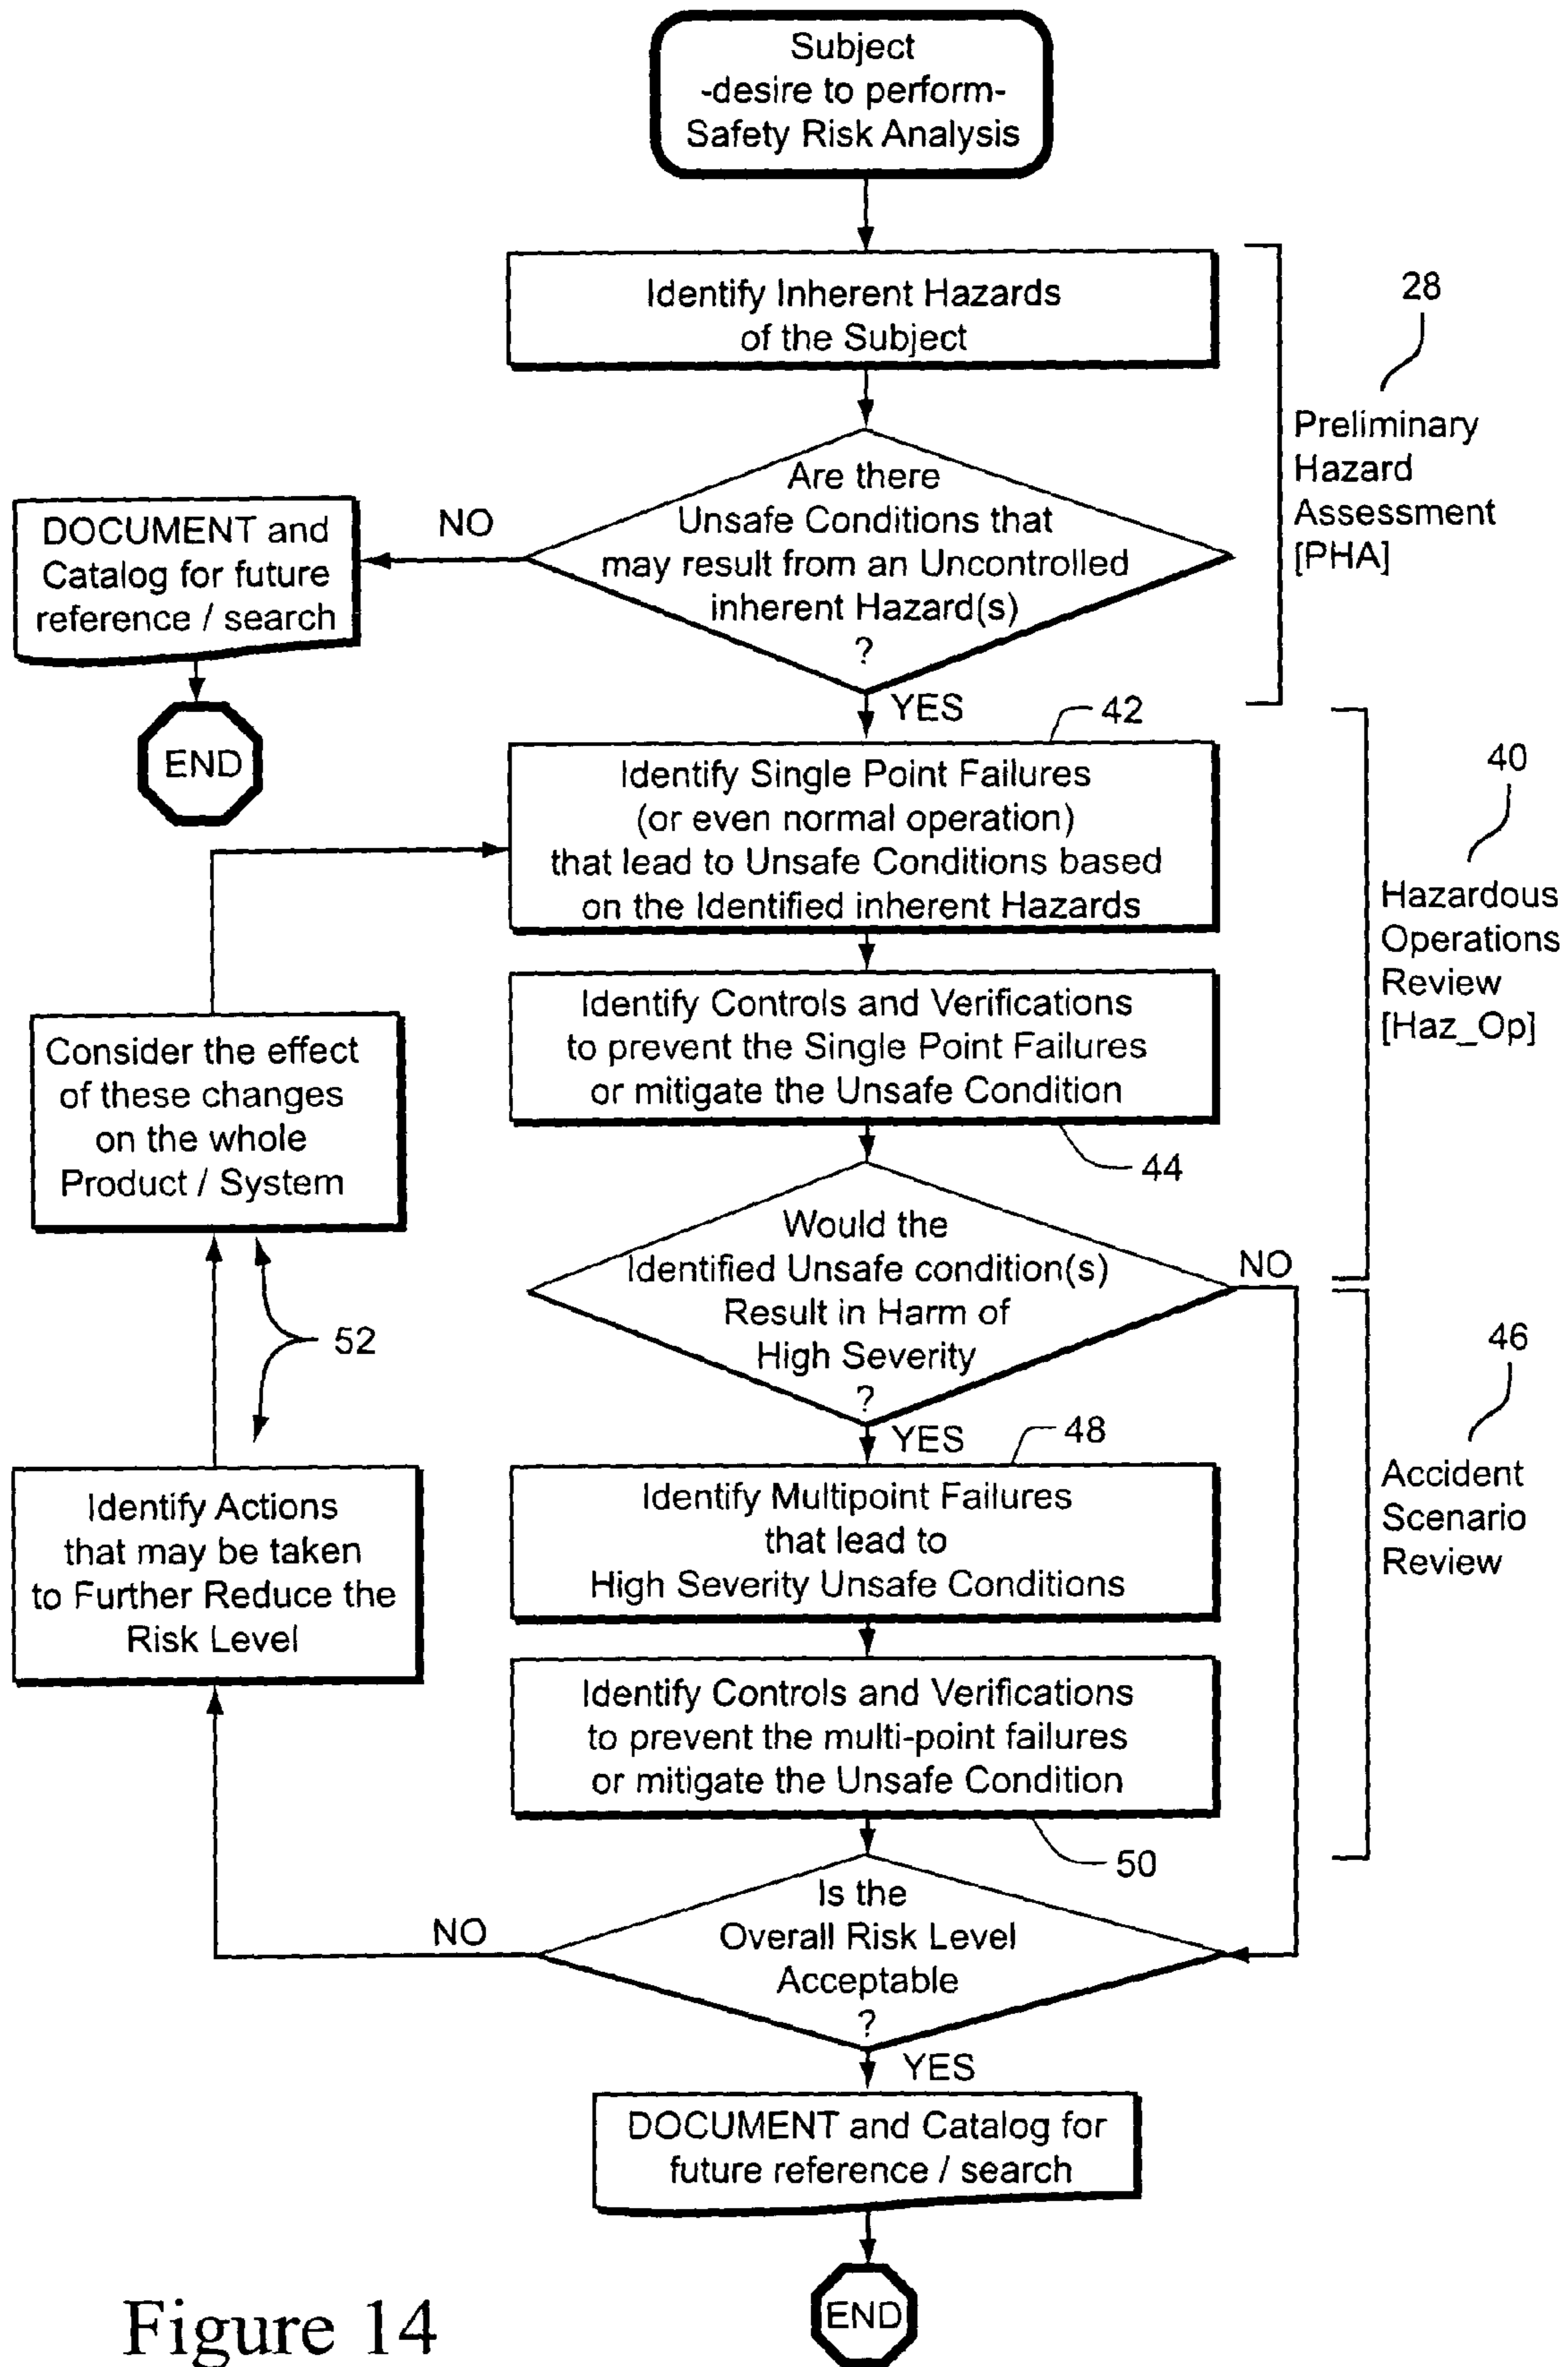 Subject
-desire to perform-
Safety Risk Analysis
Identify Inherent Hazards
of the Subject
28
Preliminary
Hazard
Assessment
[PHA]
Are there
Unsafe Conditions that
may result from an Uncontrolled
inherent Hazard(s)
?
NO
DOCUMENT and
Catalog for future
reference / search
END
YES
42
Identify Single Point Failures
(or even normal operation)
that lead to Unsafe Conditions based
on the Identified inherent Hazards
40
Hazardous
Operations
Review
[Haz_Op]
Identify Controls and Verifications
to prevent the Single Point Failures
or mitigate the Unsafe Condition
44
Consider the effect
of these changes
on the whole
Product / System
Would the
Identified Unsafe condition(s)
Result in Harm of
High Severity
?
NO
52
46
Accident
Scenario
Review
YES
48
Identify Multipoint Failures
that lead to
High Severity Unsafe Conditions
Identify Actions
that may be taken
to Further Reduce the
Risk Level
Identify Controls and Verifications
to prevent the multi-point failures
or mitigate the Unsafe Condition
50
Is the
Overall Risk Level
Acceptable
?
NO
YES
DOCUMENT and Catalog for
future reference / search
END
Figure 14